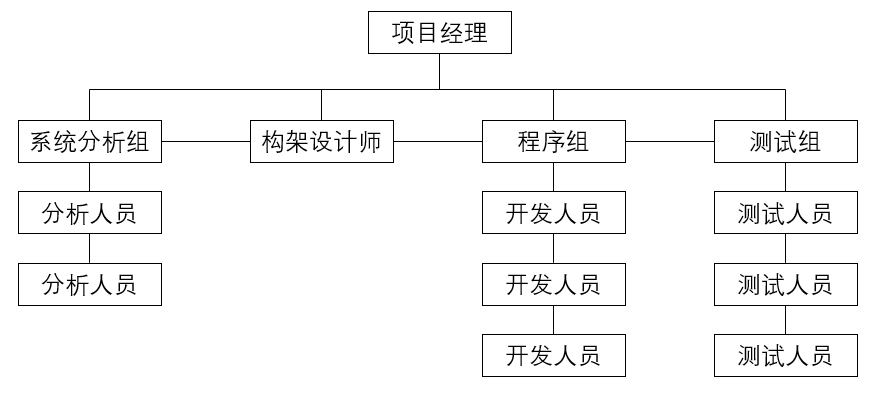 项目经理
系统分析组
构架设计师
程序组
测试组
分析人员
开发人员
测试人员
分析人员
开发人员
测试人员
开发人员
测试人员